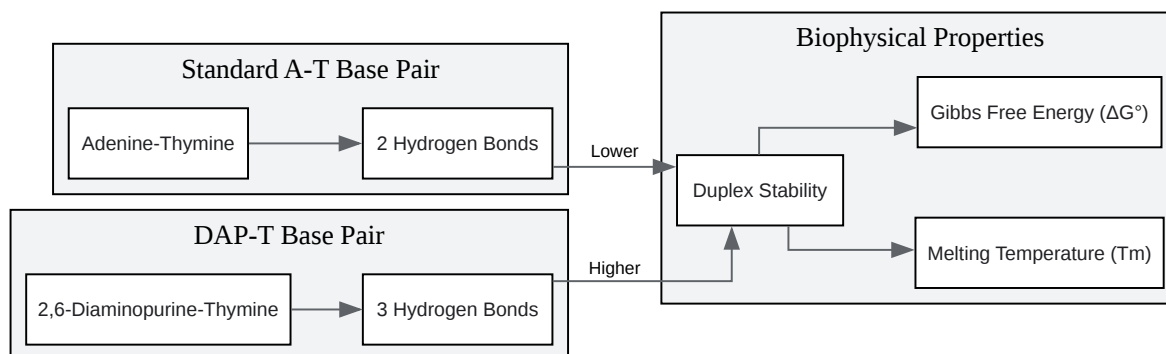 Standard A-T Base Pair
Adenine-Thymine
2 Hydrogen Bonds
Lower
DAP-T Base Pair
2,6-Diaminopurine-Thymine
3 Hydrogen Bonds
Higher
Biophysical Properties
Duplex Stability
Gibbs Free Energy (ΔG°)
Melting Temperature (Tm)